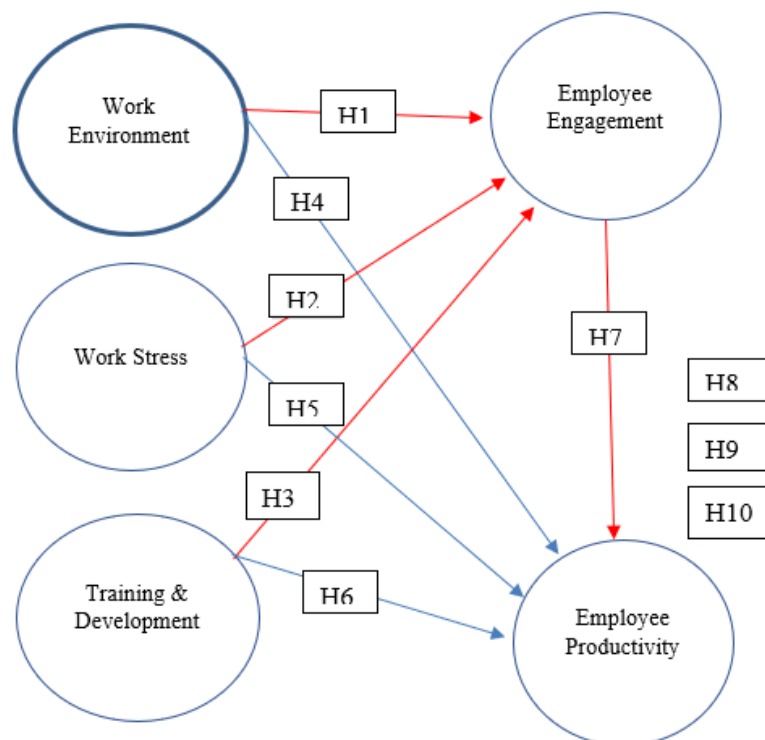 Work
Environment
H1
Employee
Engagement
H4
H2
Work Stress
H7
H5
H8
H9
H3
H10
Training &
Development
H6
Employee
Productivity